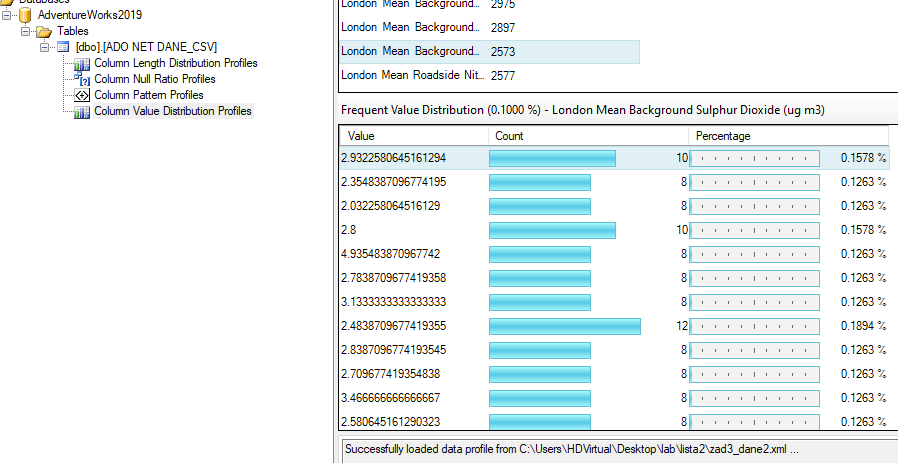 Databases
AdventureWorks2019
Tables
[dbo].[ADO NET DANE_CSV]
Column Length Distribution Profiles
Column Null Ratio Profiles
Column Pattern Profiles
Column Value Distribution Profiles
London Mean Background... 2975
London Mean Background... 2897
London Mean Background... 2573
London Mean Roadside Nit... 2577
Frequent Value Distribution (0.1000 %) - London Mean Background Sulphur Dioxide (ug m3)
Value Count Percentage
2.9322580645161294 10 0.1578 %
2.3548387096774195 8 0.1263 %
2.032258064516129 8 0.1263 %
2.8 10 0.1578 %
4.935483870967742 8 0.1263 %
2.7838709677419358 8 0.1263 %
3.1333333333333333 8 0.1263 %
2.4838709677419355 12 0.1894 %
2.8387096774193545 8 0.1263 %
2.709677419354838 8 0.1263 %
3.466666666666667 8 0.1263 %
2.580645161290323 8 0.1263 %
Successfully loaded data profile from C:\Users\HDVirtual\Desktop\lab\lista2\zad3_dane2.xml ...